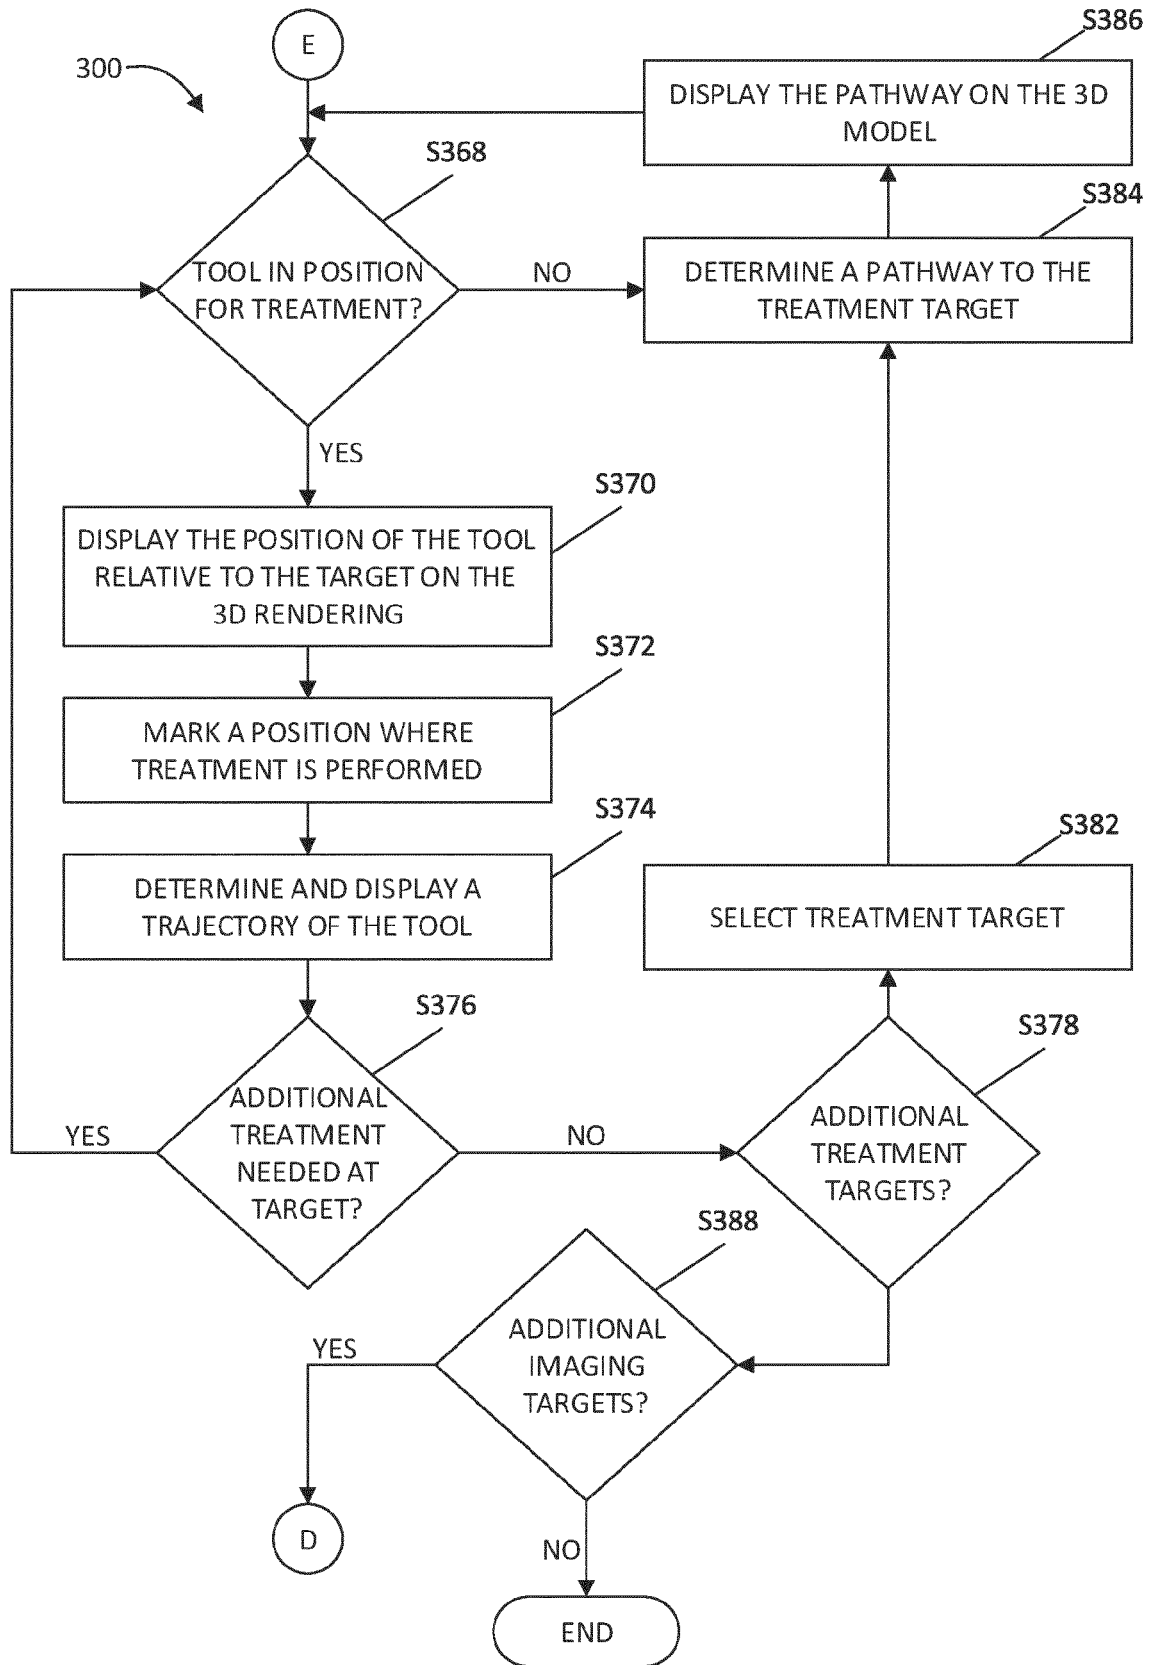 E
300
S386
DISPLAY THE PATHWAY ON THE 3D
MODEL
S368
TOOL IN POSITION
FOR TREATMENT?
NO
S384
DETERMINE A PATHWAY TO THE
TREATMENT TARGET
YES
S370
DISPLAY THE POSITION OF THE TOOL
RELATIVE TO THE TARGET ON THE
3D RENDERING
S372
MARK A POSITION WHERE
TREATMENT IS PERFORMED
S374
DETERMINE AND DISPLAY A
TRAJECTORY OF THE TOOL
S382
SELECT TREATMENT TARGET
S376
ADDITIONAL
TREATMENT
NEEDED AT
TARGET?
YES
NO
S378
ADDITIONAL
TREATMENT
TARGETS?
S388
ADDITIONAL
IMAGING
TARGETS?
YES
D
NO
END